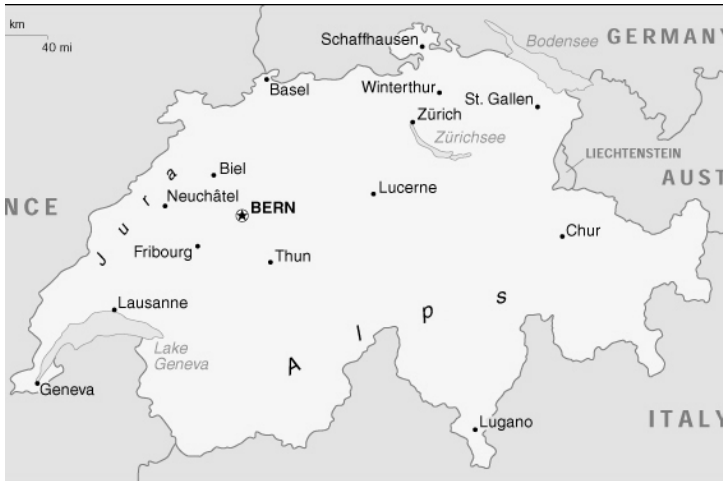 km
40 mi
Schaffhausen
Bodensee
GERMANY
Basel
Winterthur
St. Gallen
Zürich
Zürichsee
LIECHTENSTEIN
AUST
Biel
Jura
Neuchâtel
NCE
BERN
Lucerne
Chur
Fribourg
Thun
Lausanne
Alps
Lake
Geneva
Geneva
Lugano
ITALY